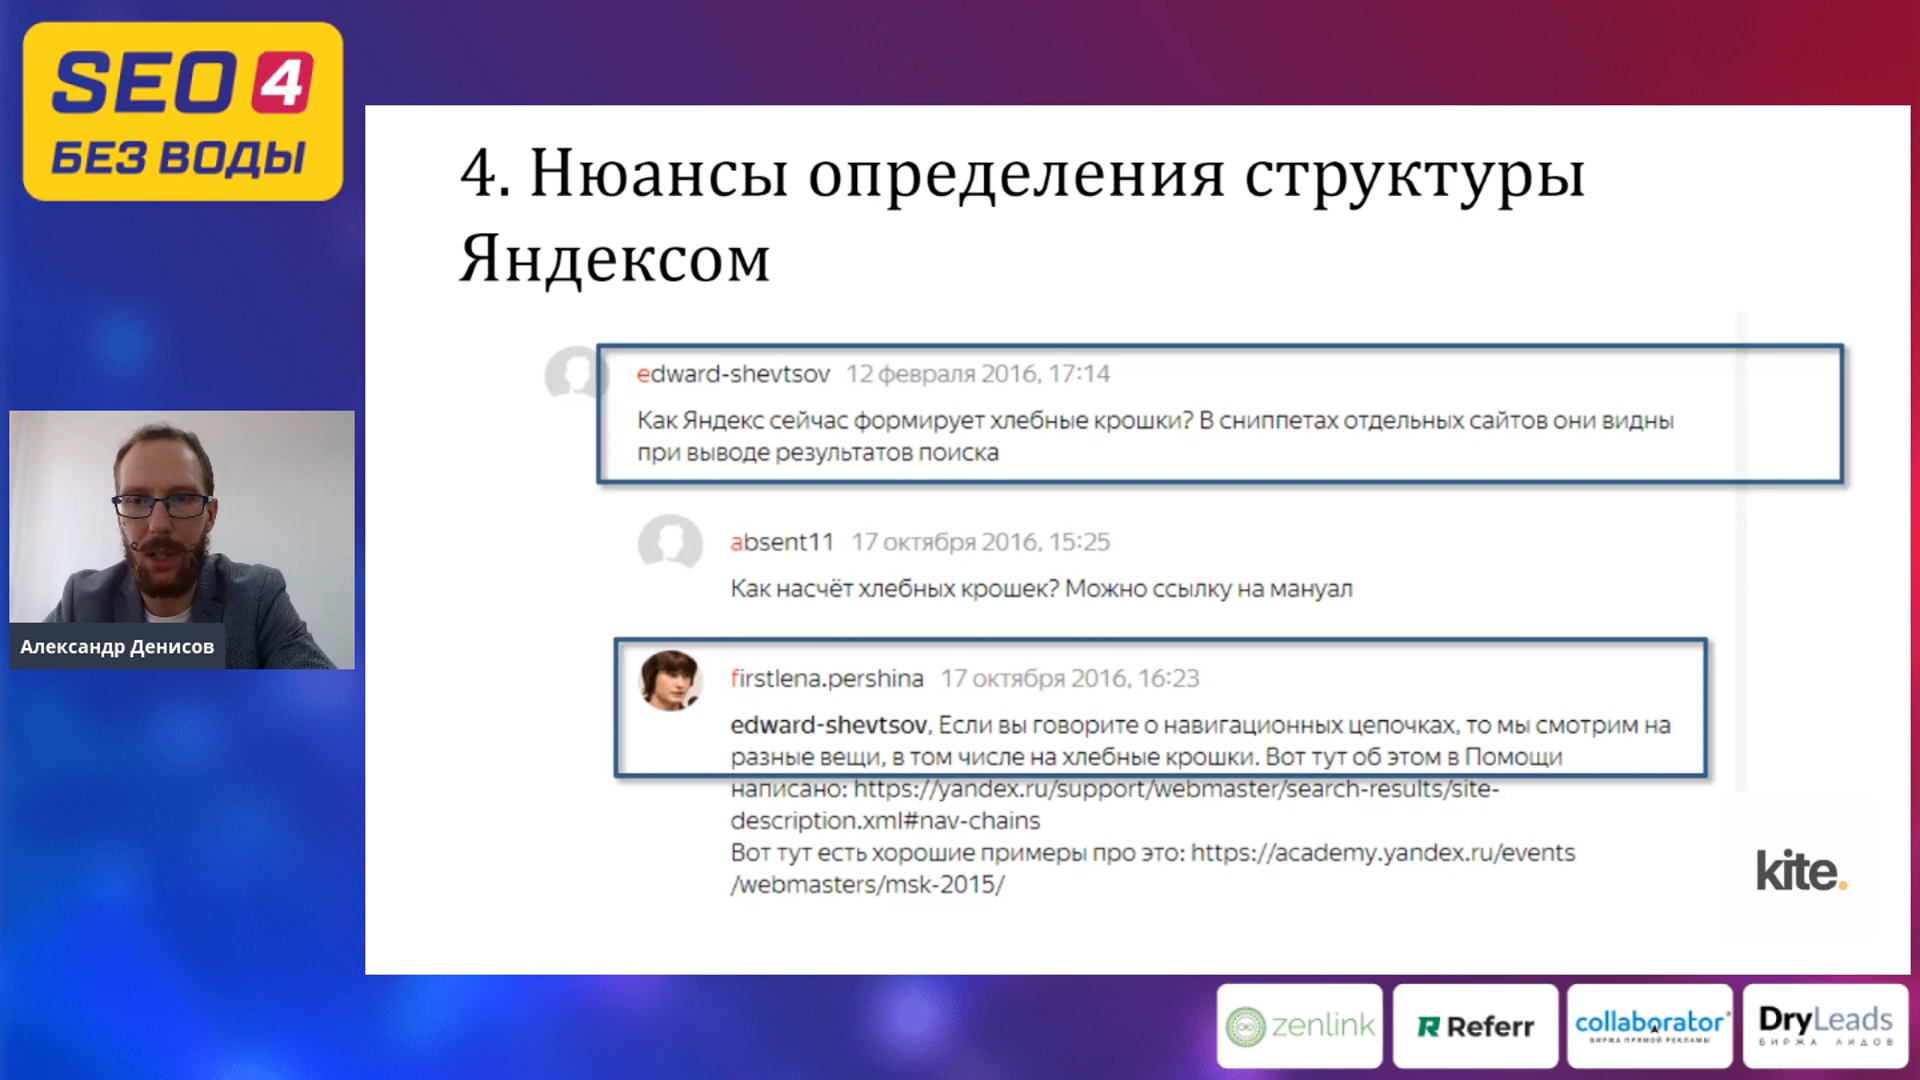 SEO 4
БЕЗ ВОДЫ
4. Нюансы определения структуры
Яндексом
edward-shevtsov 12 февраля 2016, 17:14
Как Яндекс сейчас формирует хлебные крошки? В сниппетах отдельных сайтов они видны
при выводе результатов поиска
absent11 17 октября 2016, 15:25
Как насчёт хлебных крошек? Можно ссылку на мануал
firstlena.pershina 17 октября 2016, 16:23
edward-shevtsov, Если вы говорите о навигационных цепочках, то мы смотрим на
разные вещи, в том числе на хлебные крошки. Вот тут об этом в Помощи
написано: https://yandex.ru/support/webmaster/search-results/site-
description.xml#nav-chains
Вот тут есть хорошие примеры про это: https://academy.yandex.ru/events
/webmasters/msk-2015/
kite.
Александр Денисов
zenlink
Referr
collaborator
БИРЖА ПРЯМОЙ РЕКЛАМЫ
DryLeads
БИРЖА ЛИДОВ